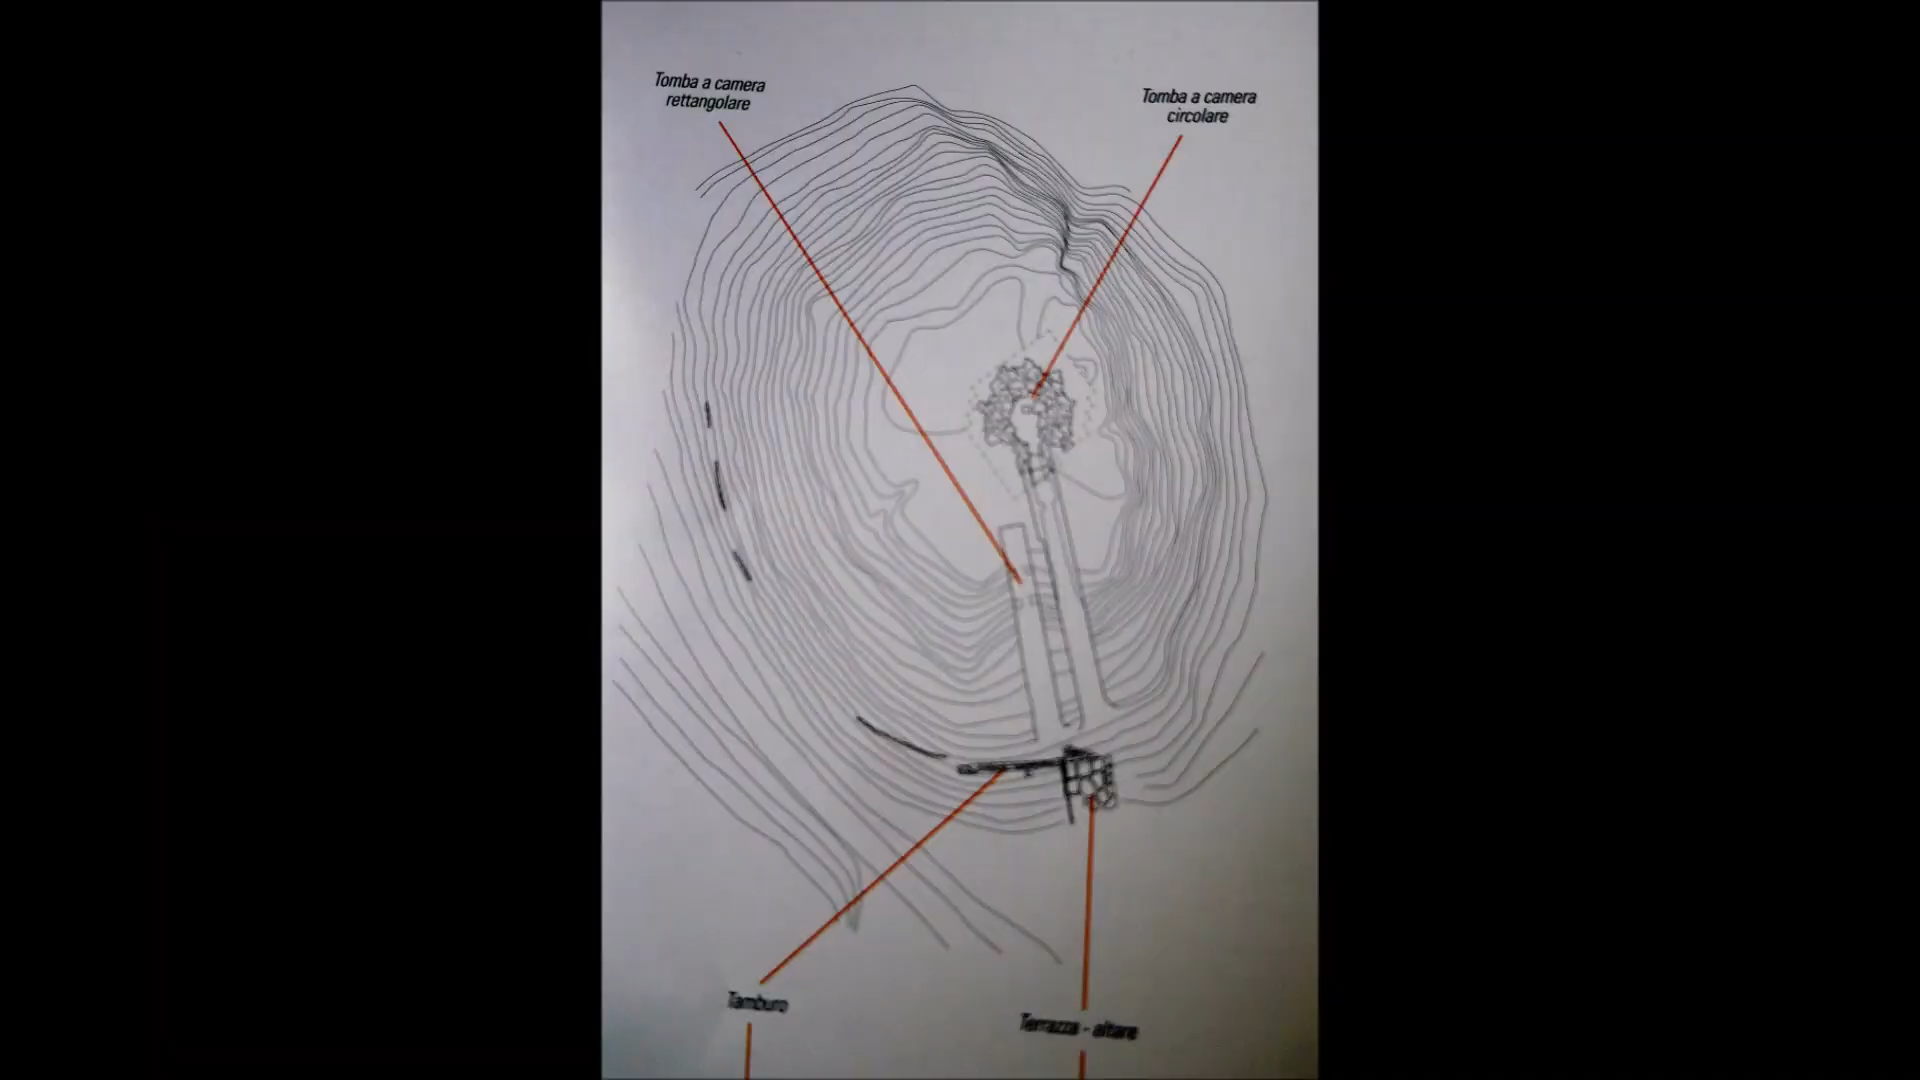 Tomba a camera
rettangolare
Tomba a camera
circolare
Tamburo
Terrazza - altare